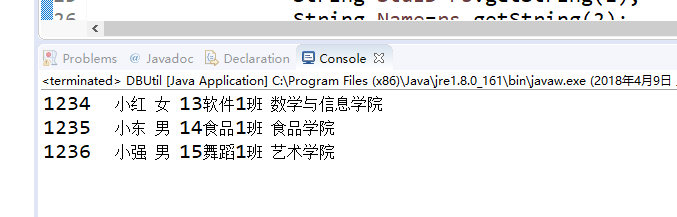 String Name=rs.getString(2);
Problems @ Javadoc Declaration Console
<terminated> DBUtil [Java Application] C:\Program Files (x86)\Java\jre1.8.0_161\bin\javaw.exe (2018年4月9日
1234 小红 女 13软件1班 数学与信息学院
1235 小东 男 14食品1班 食品学院
1236 小强 男 15舞蹈1班 艺术学院